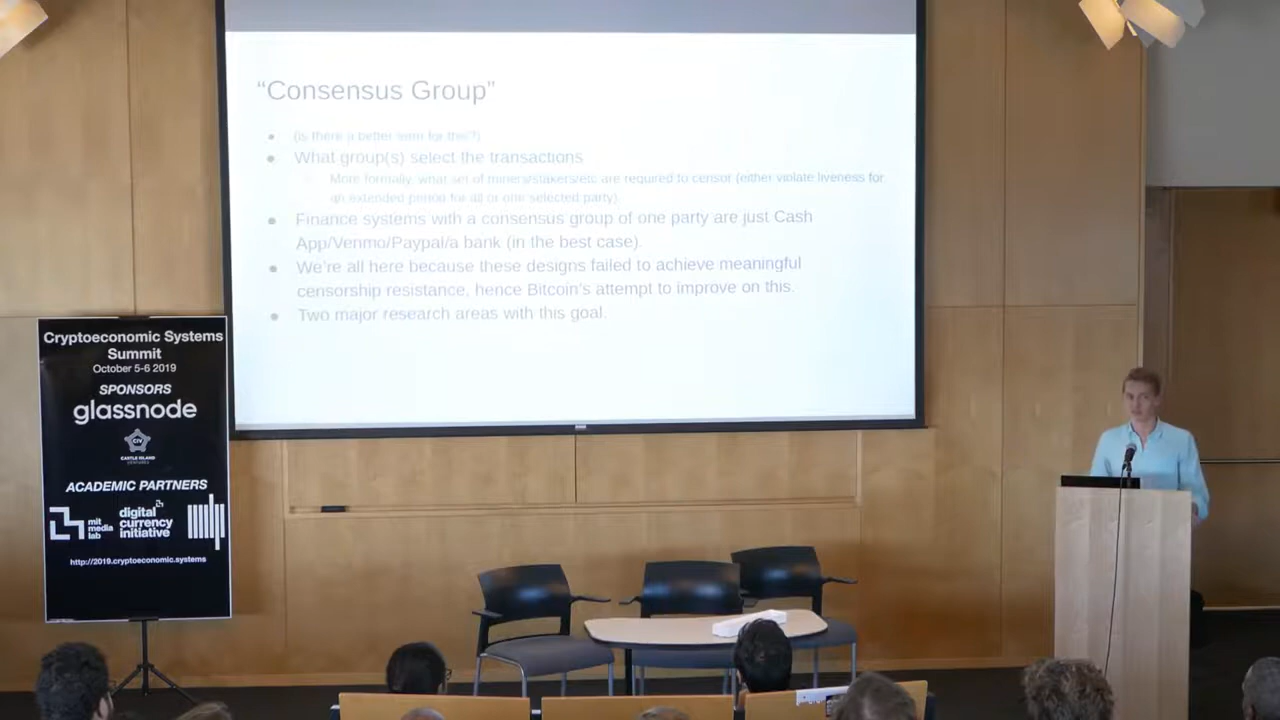 “Consensus Group”
(is there a better term for this?)
What group(s) select the transactions
More formally, what set of miners/stakers/etc are required to censor (either violate liveness for
an extended period for all or one selected party)
Finance systems with a consensus group of one party are just Cash
App/Venmo/Paypal/a bank (in the best case).
We’re all here because these designs failed to achieve meaningful
censorship resistance, hence Bitcoin’s attempt to improve on this.
Two major research areas with this goal.
Cryptoeconomic Systems
Summit
October 5-6 2019
SPONSORS
glassnode
CIV
CASTLE ISLAND
VENTURES
ACADEMIC PARTNERS
mit
media
lab
digital
currency
initiative
http://2019.cryptoeconomic.systems